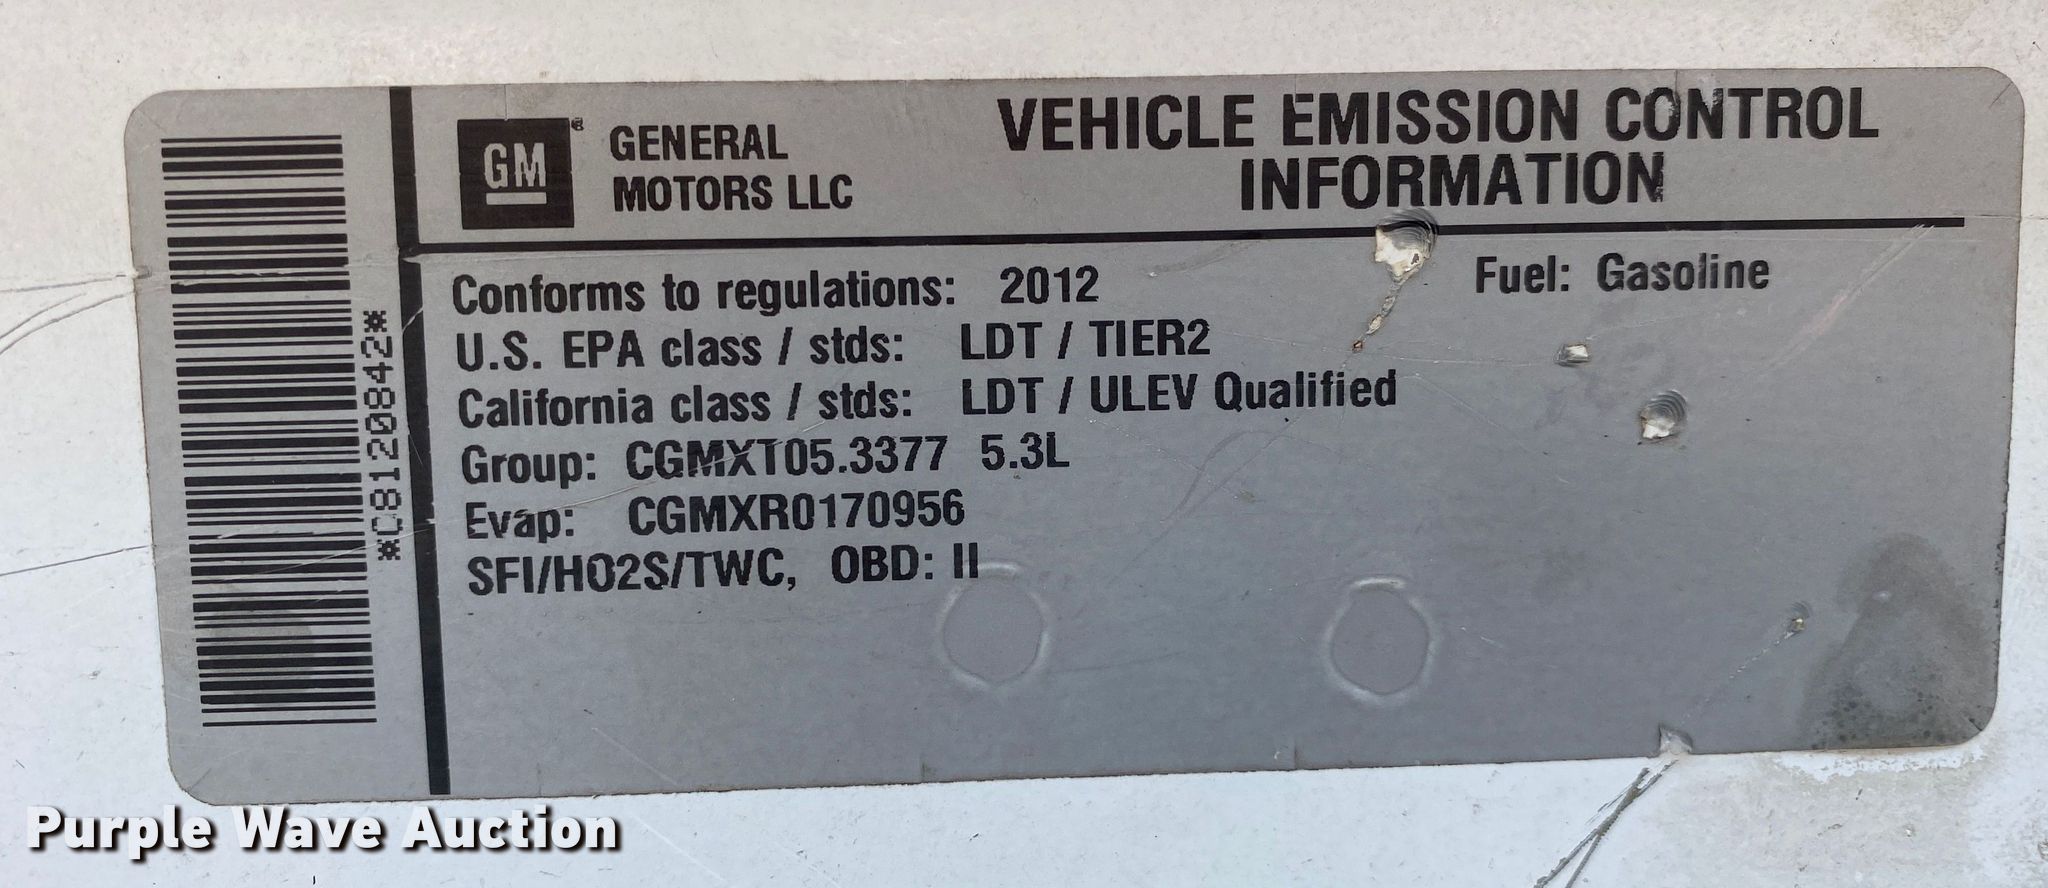 *C8120842*
GM
GENERAL
MOTORS LLC
VEHICLE EMISSION CONTROL
INFORMATION
Conforms to regulations: 2012
Fuel: Gasoline
U.S. EPA class / stds: LDT / TIER2
California class / stds: LDT / ULEV Qualified
Group: CGMXT05.3377 5.3L
Evap: CGMXR0170956
SFI/HO2S/TWC, OBD: II
Purple Wave Auction